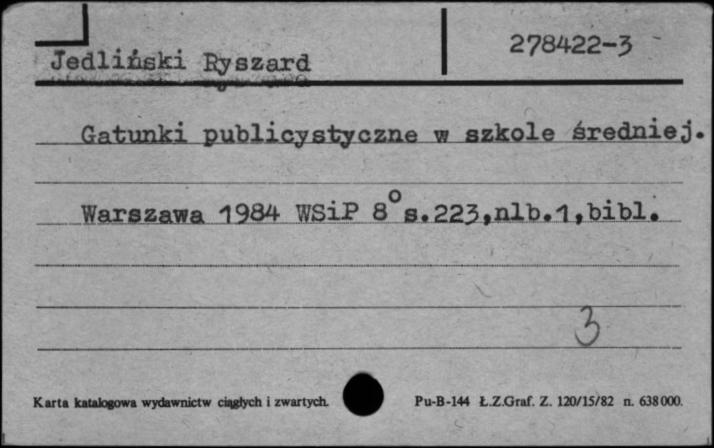 278422-3
Jedliński Ryszard
Gatunki publicystyczne w szkole średniej.
Warszawa 1984 WSiP 8° s.223,nlb.1,bibl.
3
Karta katalogowa wydawnictw ciągłych i zwartych. Pu-B-144 Ł.Z.Graf. Z. 120/15/82 n. 638000.